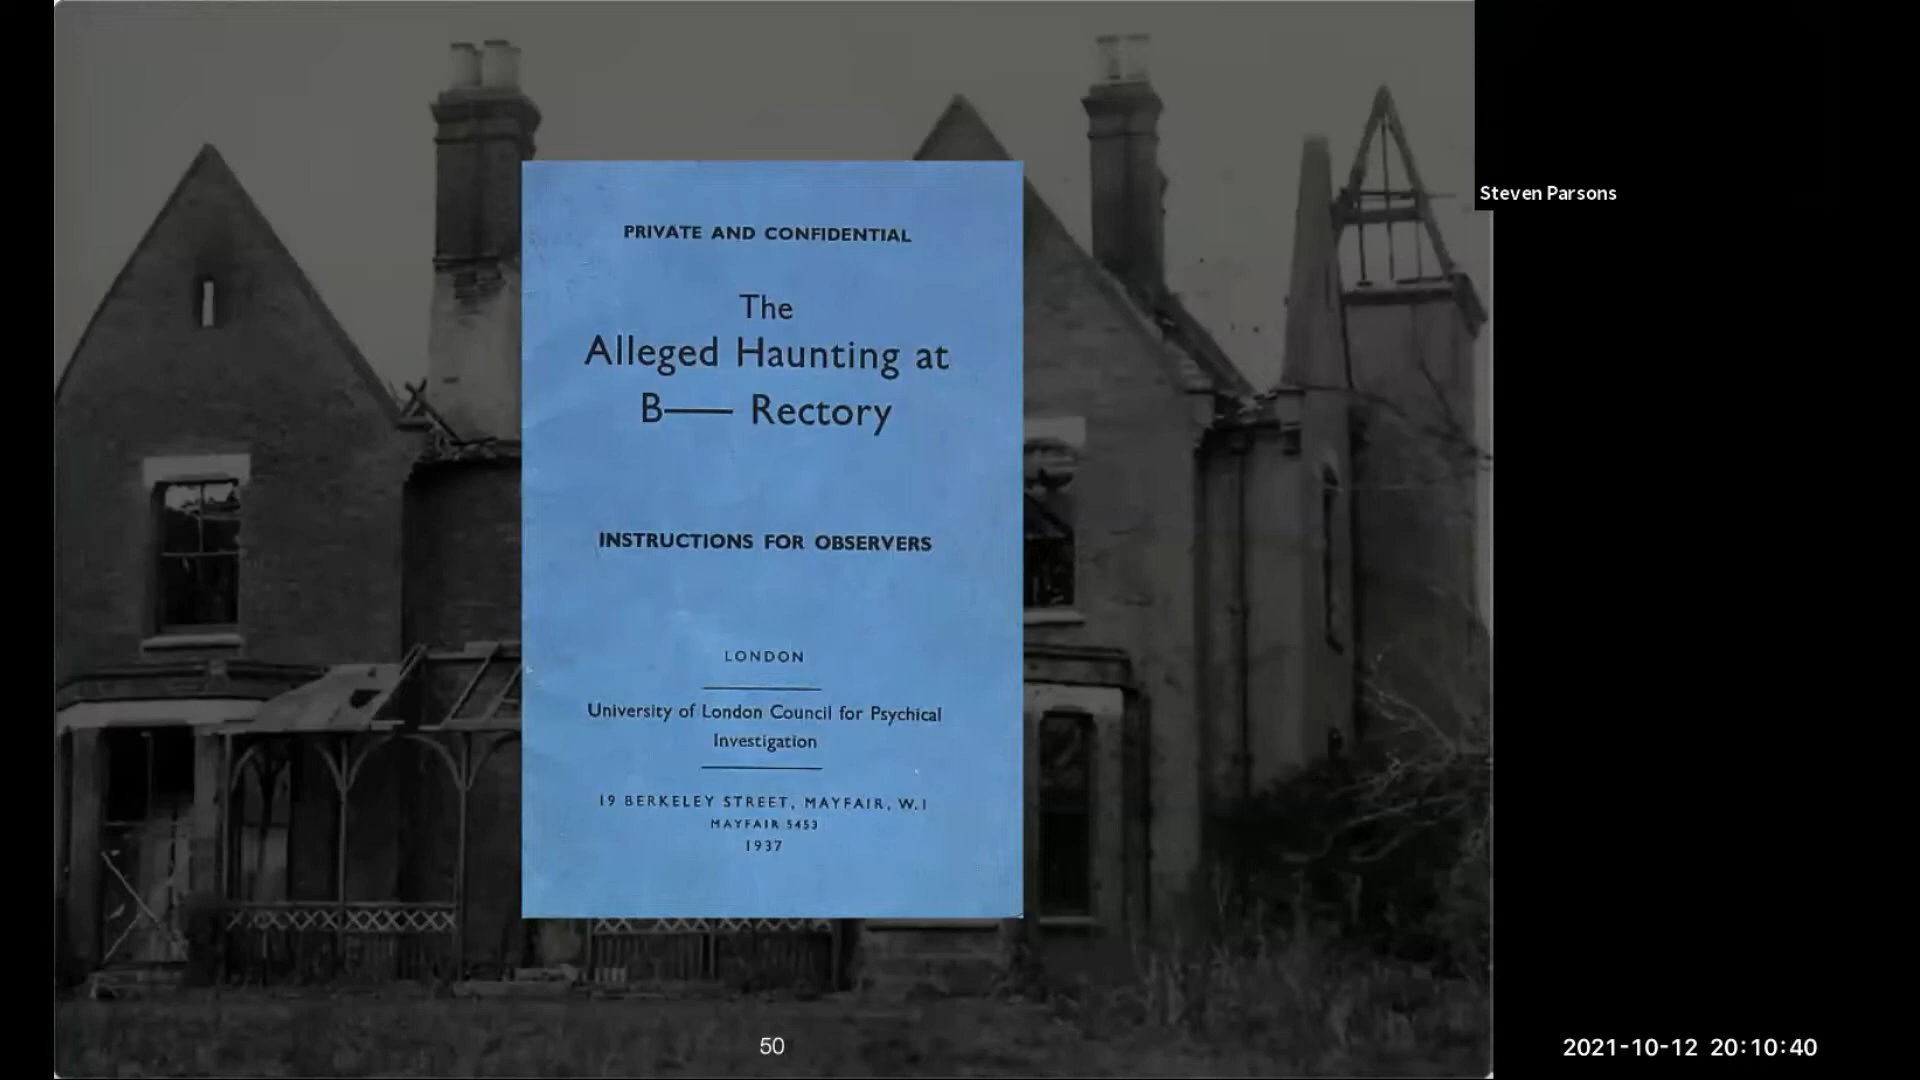 PRIVATE AND CONFIDENTIAL
The
Alleged Haunting at
B—— Rectory
INSTRUCTIONS FOR OBSERVERS
LONDON
University of London Council for Psychical
Investigation
19 BERKELEY STREET, MAYFAIR, W.1
MAYFAIR 5453
1937
50
Steven Parsons
2021-10-12 20:10:40